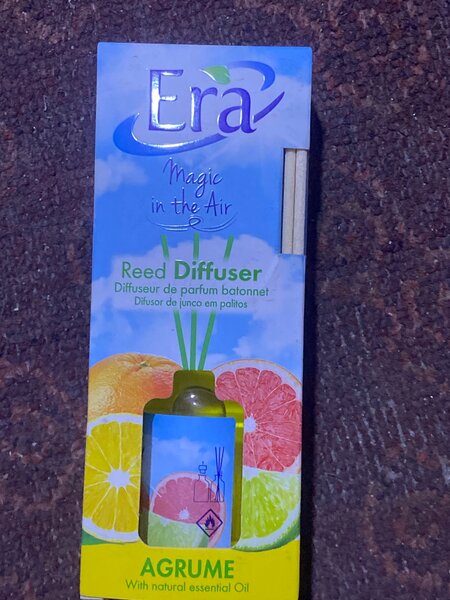 Era
Magic
in the Air
Reed Diffuser
Diffuseur de parfum batonnet
Difusor de junco em palitos
AGRUME
With natural essential Oil